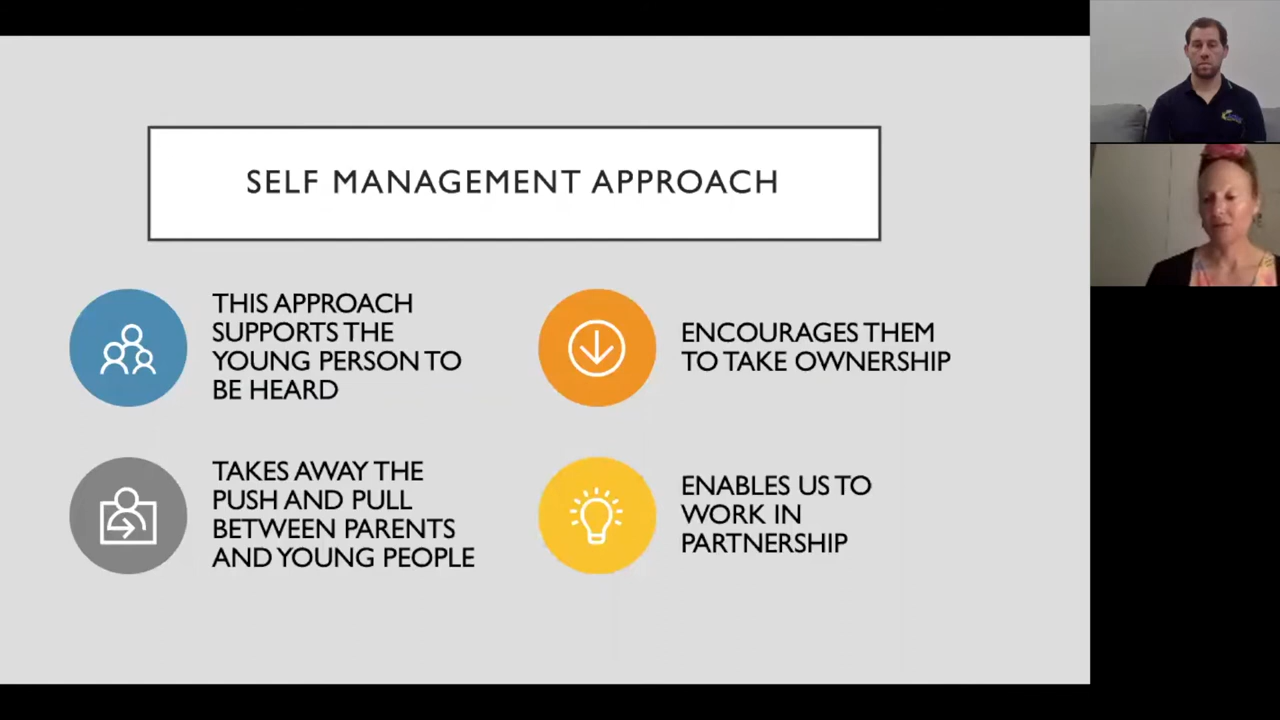 SELF MANAGEMENT APPROACH
THIS APPROACH
SUPPORTS THE
YOUNG PERSON TO
BE HEARD
ENCOURAGES THEM
TO TAKE OWNERSHIP
TAKES AWAY THE
PUSH AND PULL
BETWEEN PARENTS
AND YOUNG PEOPLE
ENABLES US TO
WORK IN
PARTNERSHIP